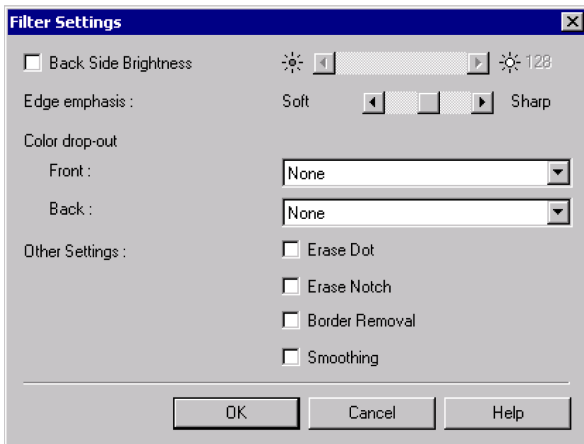 Filter Settings
Back Side Brightness 128
Edge emphasis : Soft Sharp
Color drop-out
Front : None
Back : None
Other Settings : Erase Dot
Erase Notch
Border Removal
Smoothing
OK Cancel Help